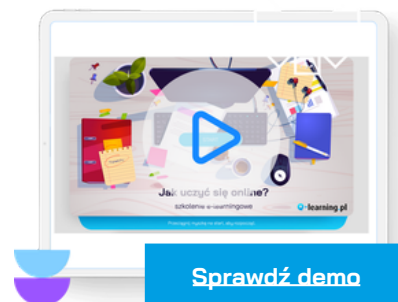 Jak uczyć się online?
szkolenie e-learningowe
e-learning.pl
Sprawdź demo